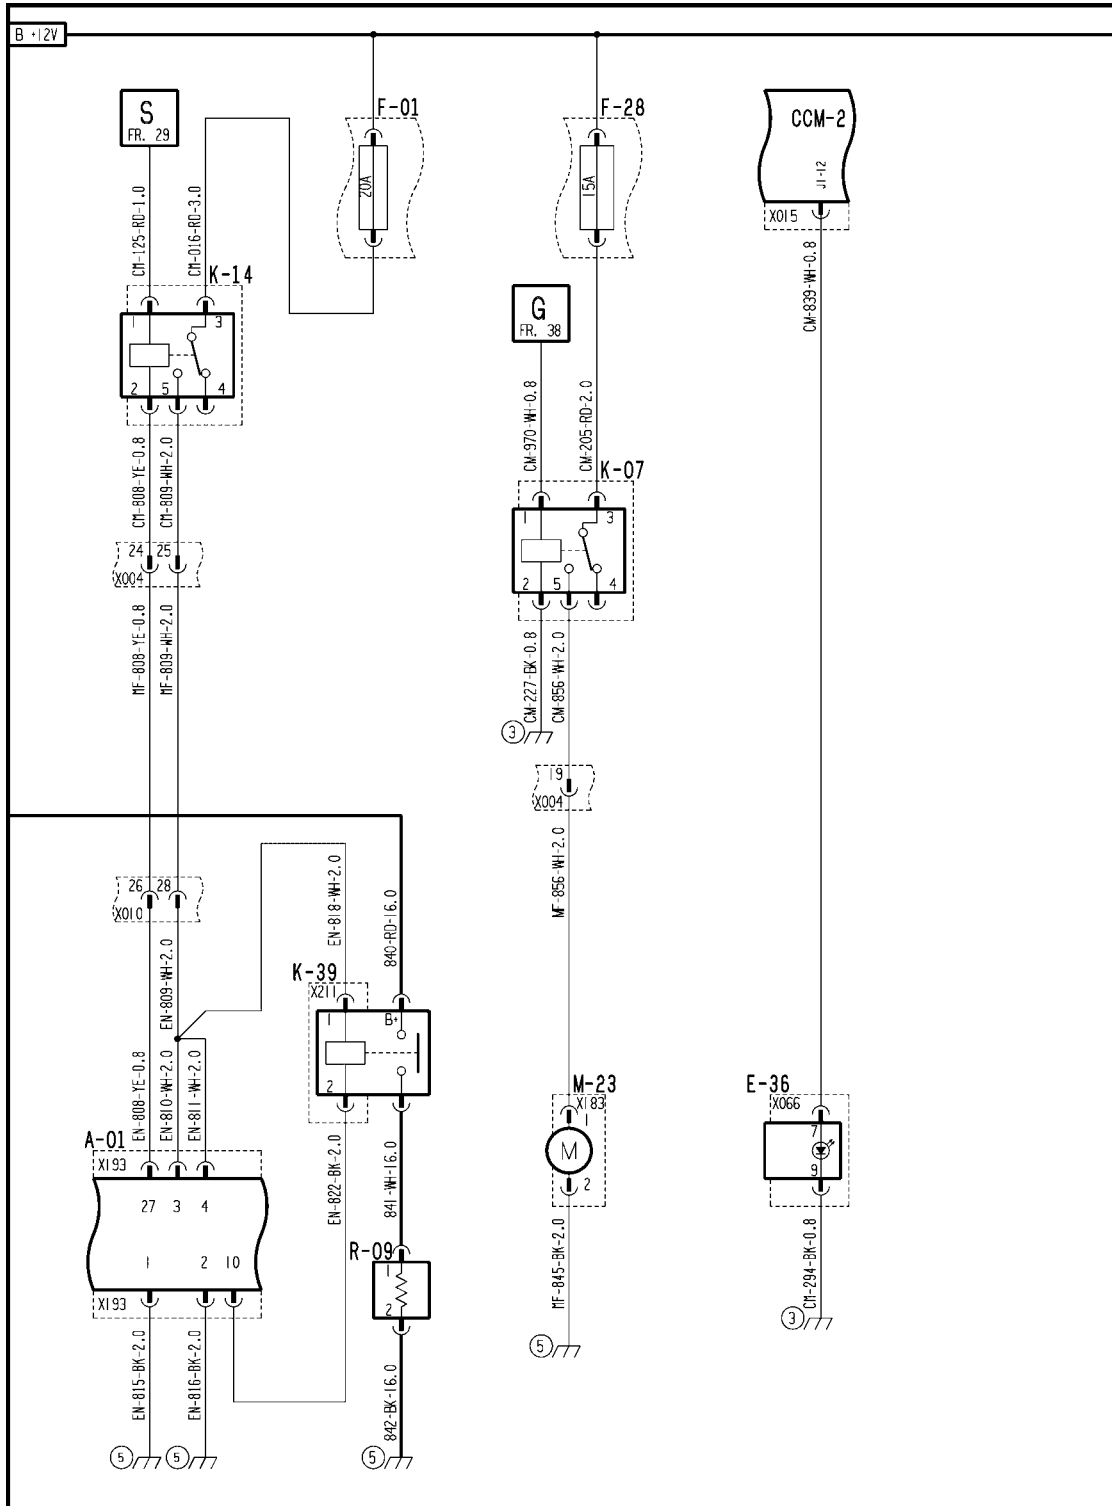 B +12V
F-01
F-28
S
FR. 29
CCM-2
20A
15A
J1-12
X015
CM-125-RD-1.0
CM-016-RD-3.0
CM-839-WH-0.8
K-14
G
FR. 38
1
3
2
5
4
CM-970-WH-0.8
CM-205-RD-2.0
CM-808-YE-0.8
CM-809-WH-2.0
K-07
1
3
24
25
X004
2
5
4
MF-808-YE-0.8
MF-809-WH-2.0
CM-227-BK-0.8
CM-856-WH-2.0
3
19
X004
26
28
X010
EN-818-WH-2.0
840-RD-16.0
MF-856-WH-2.0
EN-809-WH-2.0
K-39
X211
1
B+
2
EN-808-YE-0.8
EN-810-WH-2.0
EN-811-WH-2.0
M-23
X183
1
E-36
X066
7
A-01
X193
M
9
2
27
3
4
EN-822-BK-2.0
841-WH-16.0
1
2
10
R-09
1
2
MF-845-BK-2.0
CM-294-BK-0.8
X193
3
5
EN-815-BK-2.0
EN-816-BK-2.0
842-BK-16.0
5
5
5